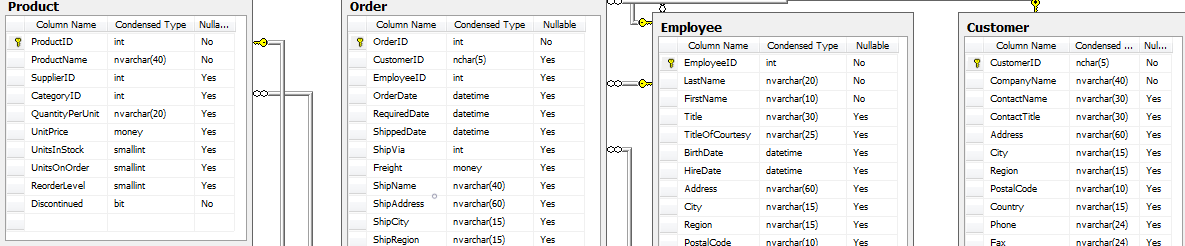 Product
Column Name Condensed Type Nulla...
ProductID int No
ProductName nvarchar(40) No
SupplierID int Yes
CategoryID int Yes
QuantityPerUnit nvarchar(20) Yes
UnitPrice money Yes
UnitsInStock smallint Yes
UnitsOnOrder smallint Yes
ReorderLevel smallint Yes
Discontinued bit No
Order
Column Name Condensed Type Nullable
OrderID int No
CustomerID nchar(5) Yes
EmployeeID int Yes
OrderDate datetime Yes
RequiredDate datetime Yes
ShippedDate datetime Yes
ShipVia int Yes
Freight money Yes
ShipName nvarchar(40) Yes
ShipAddress nvarchar(60) Yes
ShipCity nvarchar(15) Yes
ShipRegion nvarchar(15) Yes
Employee
Column Name Condensed Type Nullable
EmployeeID int No
LastName nvarchar(20) No
FirstName nvarchar(10) No
Title nvarchar(30) Yes
TitleOfCourtesy nvarchar(25) Yes
BirthDate datetime Yes
HireDate datetime Yes
Address nvarchar(60) Yes
City nvarchar(15) Yes
Region nvarchar(15) Yes
PostalCode nvarchar(10) Yes
Customer
Column Name Condensed ... Nul...
CustomerID nchar(5) No
CompanyName nvarchar(40) No
ContactName nvarchar(30) Yes
ContactTitle nvarchar(30) Yes
Address nvarchar(60) Yes
City nvarchar(15) Yes
Region nvarchar(15) Yes
PostalCode nvarchar(10) Yes
Country nvarchar(15) Yes
Phone nvarchar(24) Yes
Fax nvarchar(24) Yes